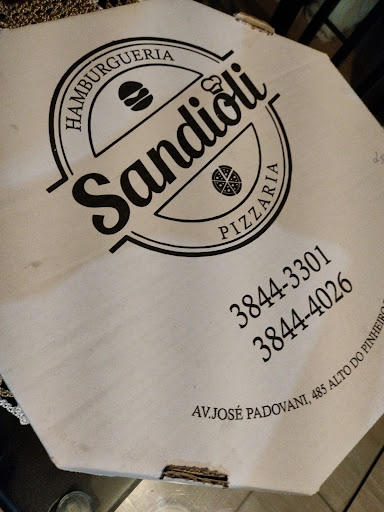 HAMBURGUERIA
Sandioli
PIZZARIA
3844-3301
3844-4026
AV.JOSÉ PADOVANI, 485 ALTO DO PINHEIRO